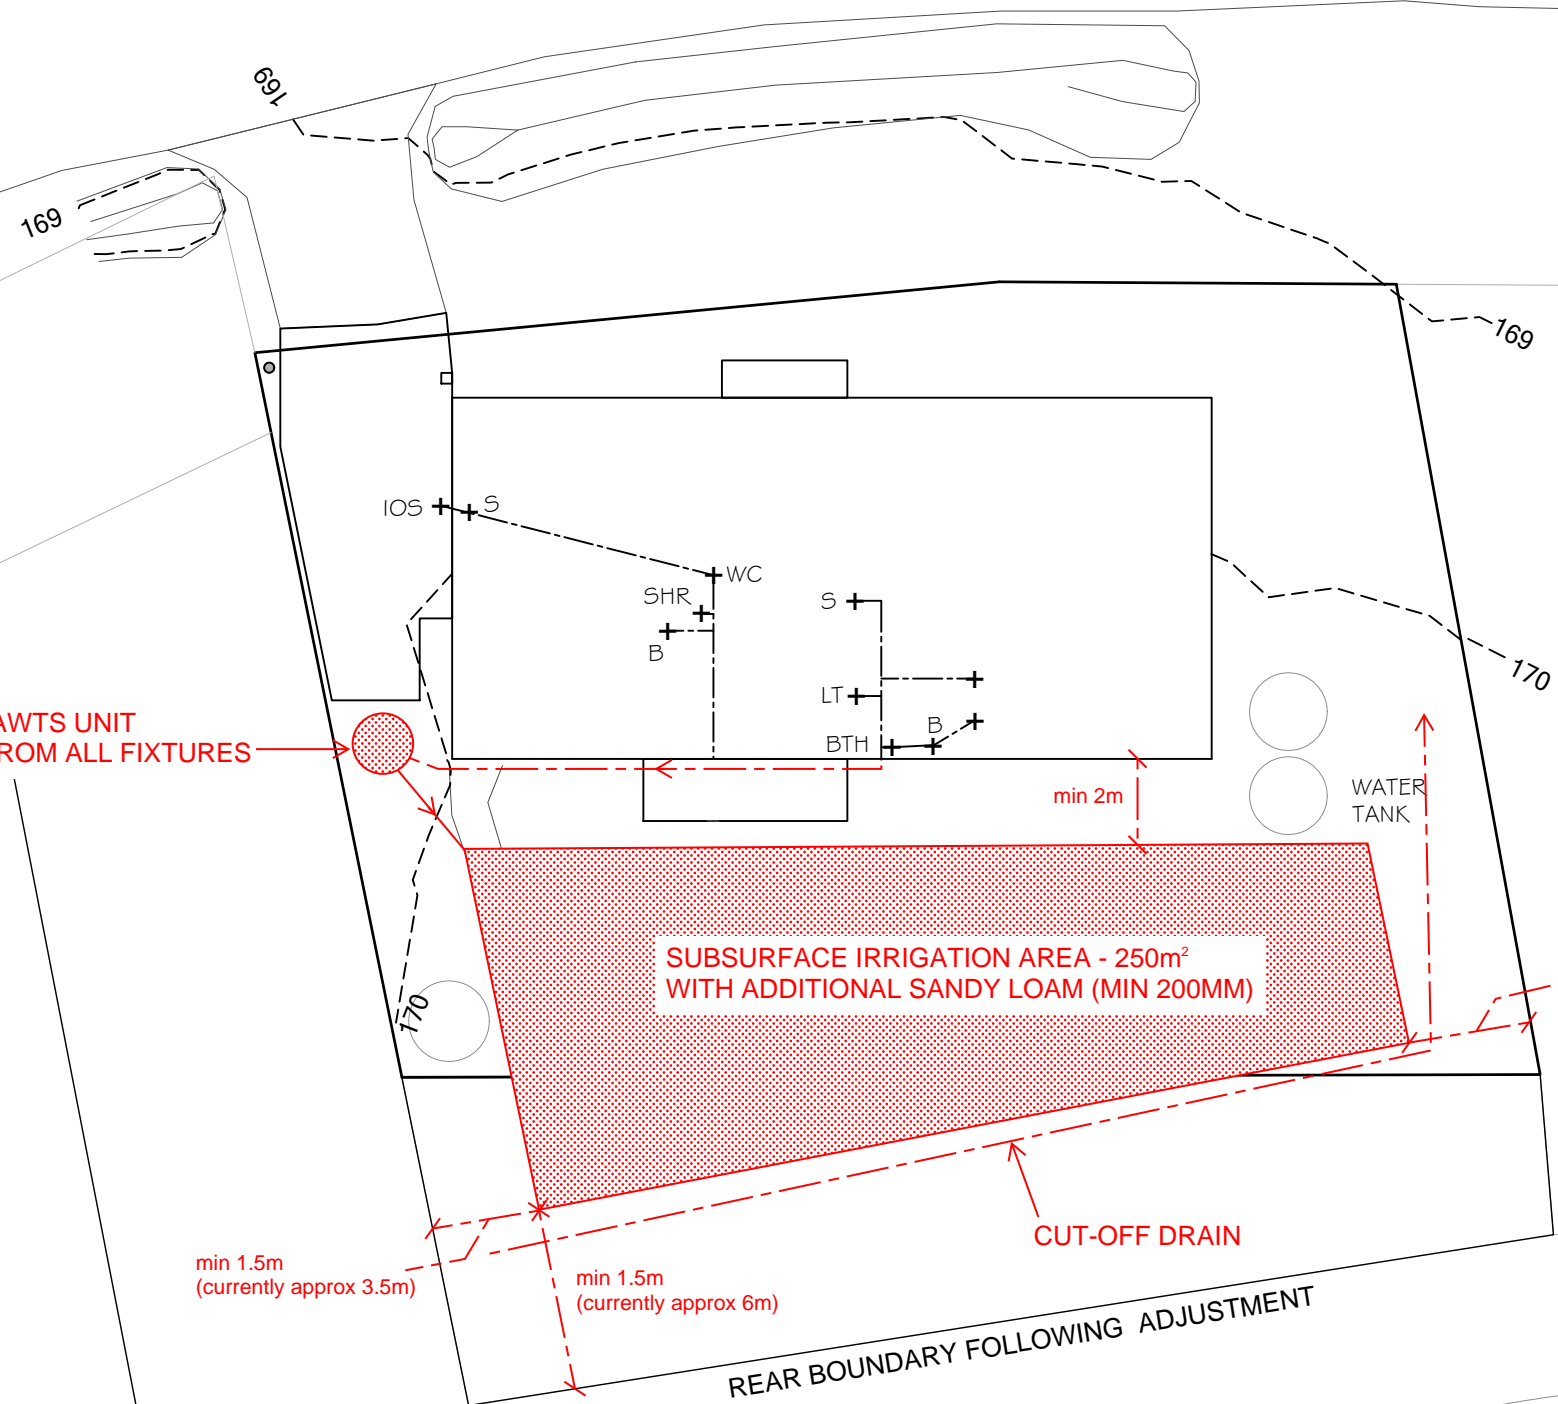 169
169
169
IOS
S
WC
SHR
B
S
LT
B
BTH
170
AWTS UNIT
ROM ALL FIXTURES
min 2m
WATER
TANK
SUBSURFACE IRRIGATION AREA - 250m²
WITH ADDITIONAL SANDY LOAM (MIN 200MM)
170
CUT-OFF DRAIN
min 1.5m
(currently approx 3.5m)
min 1.5m
(currently approx 6m)
REAR BOUNDARY FOLLOWING ADJUSTMENT